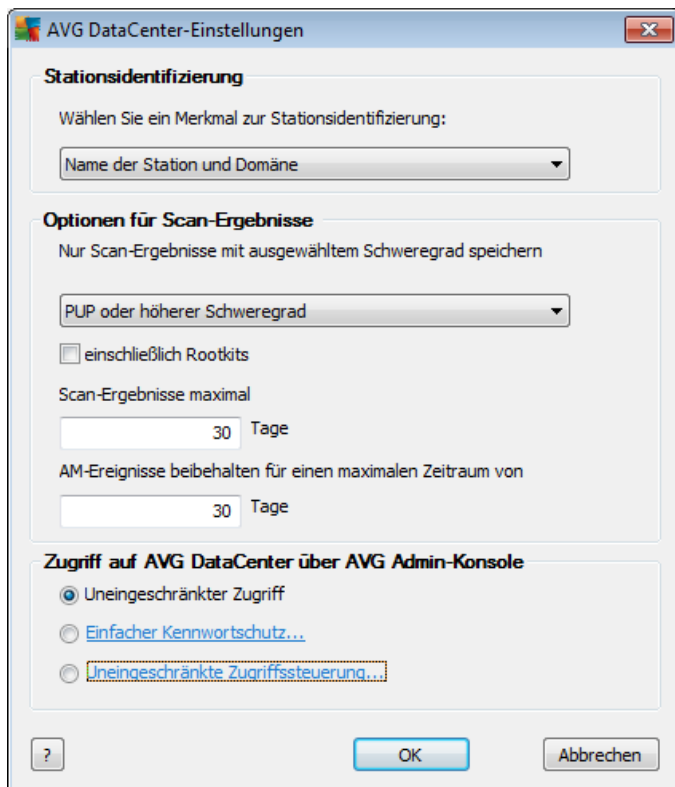 AVG DataCenter-Einstellungen
Stationsidentifizierung
Wählen Sie ein Merkmal zur Stationsidentifizierung:
Name der Station und Domäne
Optionen für Scan-Ergebnisse
Nur Scan-Ergebnisse mit ausgewähltem Schweregrad speichern
PUP oder höherer Schweregrad
einschließlich Rootkits
Scan-Ergebnisse maximal
30 Tage
AM-Ereignisse beibehalten für einen maximalen Zeitraum von
30 Tage
Zugriff auf AVG DataCenter über AVG Admin-Konsole
Uneingeschränkter Zugriff
Einfacher Kennwortschutz...
Uneingeschränkte Zugriffssteuerung...
? OK Abbrechen